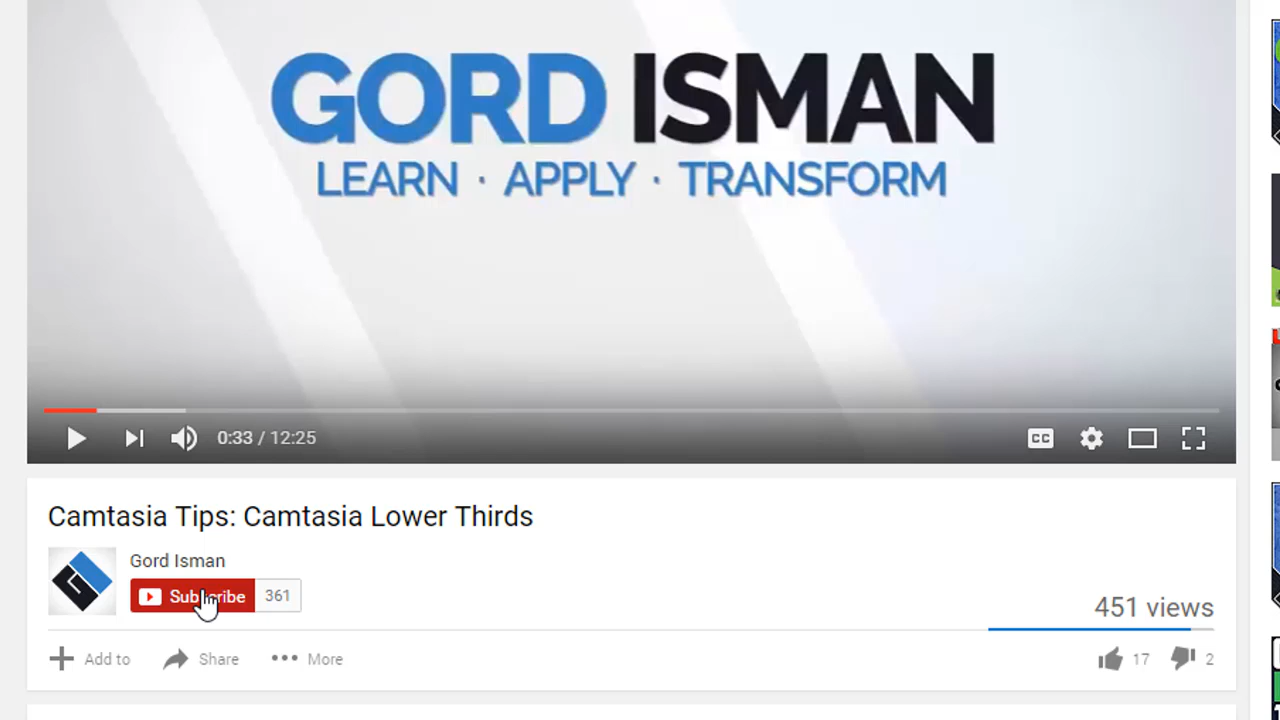 GORD ISMAN
LEARN · APPLY · TRANSFORM
0:33 / 12:25
CC
Camtasia Tips: Camtasia Lower Thirds
Gord Isman
Subscribe 361
451 views
Add to Share More 17 2